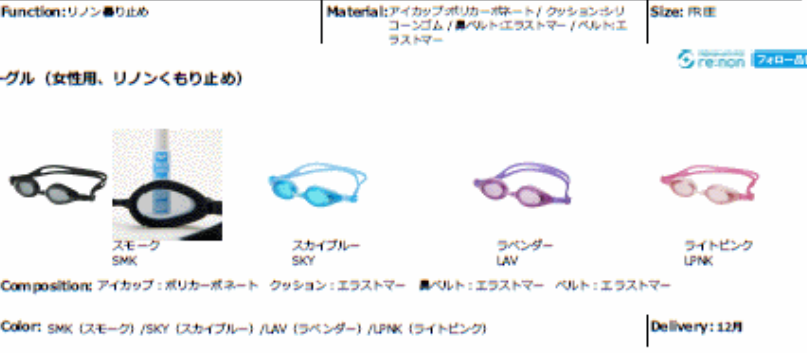 Function:リノン曇り止め
Material:アイカップ:ポリカーボネート / クッション:シリコーンゴム / 鼻ベルト:エラストマー / ベルト:エラストマー
Size: FREE
re:non フォロー品
ーグル（女性用、リノンくもり止め）
スモーク
SMK
スカイブルー
SKY
ラベンダー
LAV
ライトピンク
LPNK
Composition: アイカップ：ポリカーボネート クッション：エラストマー 鼻ベルト：エラストマー ベルト：エラストマー
Color: SMK（スモーク）/SKY（スカイブルー）/LAV（ラベンダー）/LPNK（ライトピンク）
Delivery: 12月